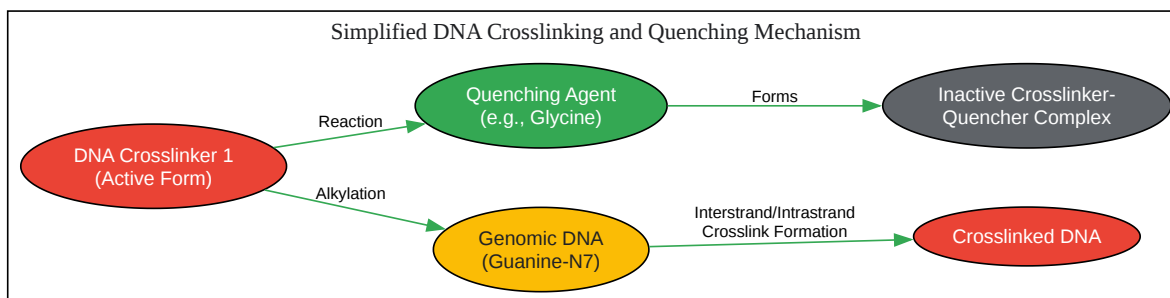 Simplified DNA Crosslinking and Quenching Mechanism
DNA Crosslinker 1
(Active Form)
Reaction
Quenching Agent
(e.g., Glycine)
Forms
Inactive Crosslinker-
Quencher Complex
Alkylation
Genomic DNA
(Guanine-N7)
Interstrand/Intrastrand
Crosslink Formation
Crosslinked DNA